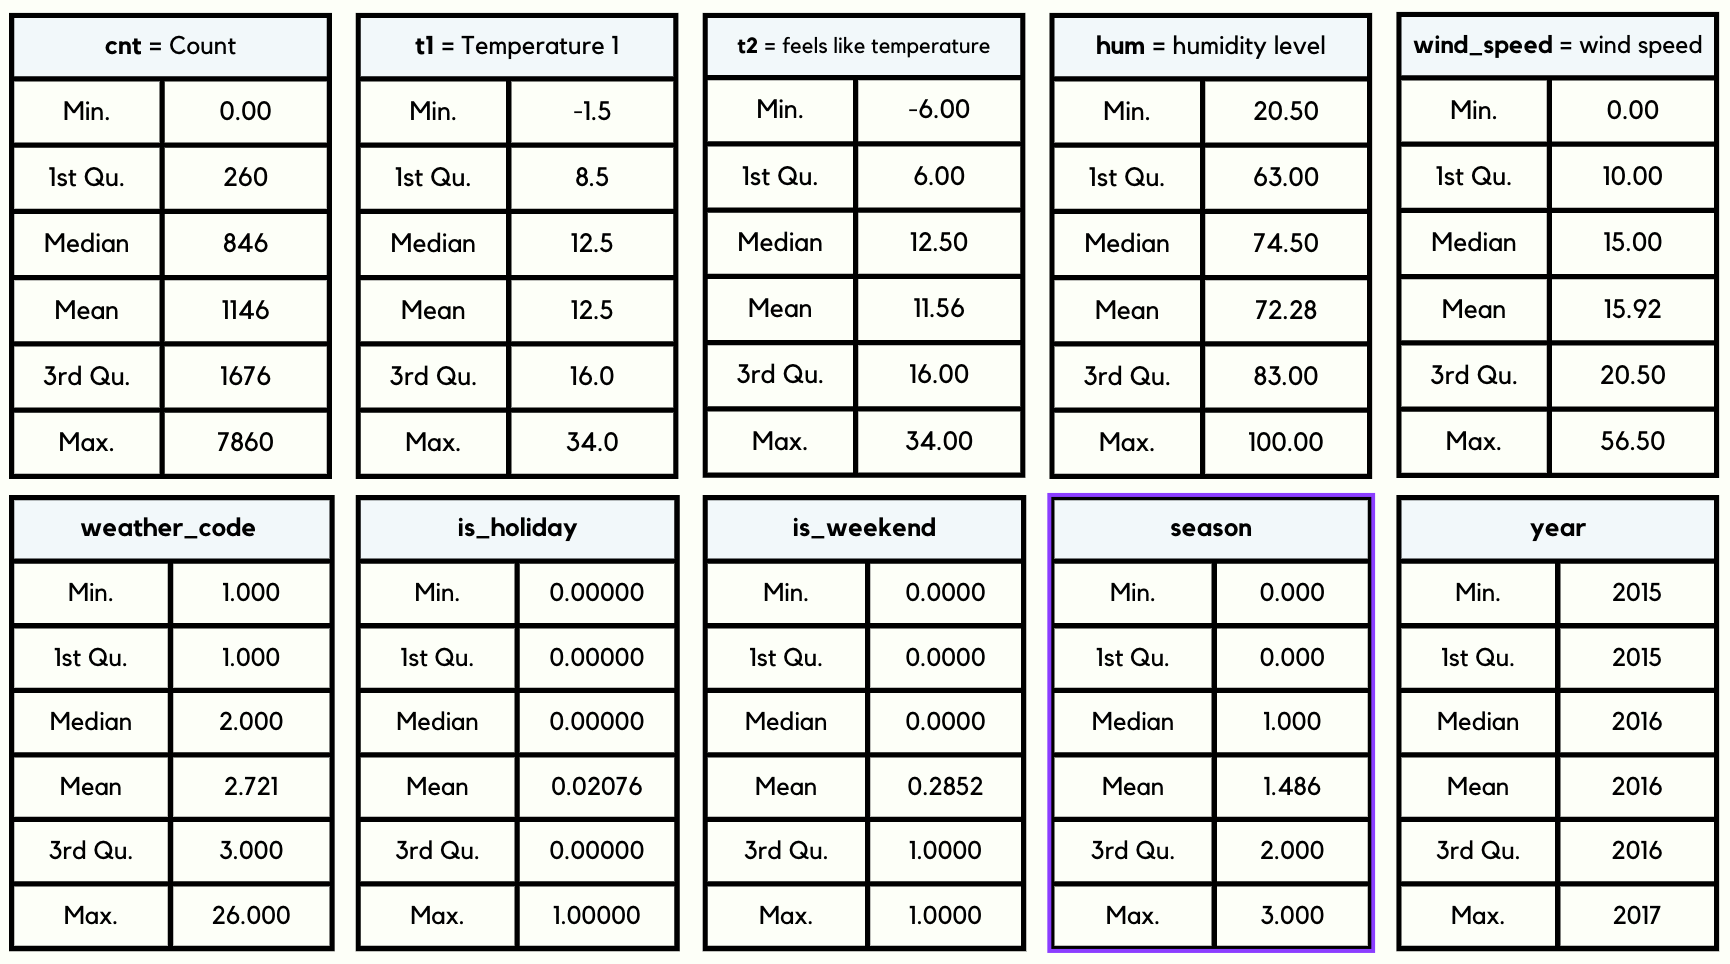 cnt = Count
Min. 0.00
1st Qu. 260
Median 846
Mean 1146
3rd Qu. 1676
Max. 7860
t1 = Temperature 1
Min. -1.5
1st Qu. 8.5
Median 12.5
Mean 12.5
3rd Qu. 16.0
Max. 34.0
t2 = feels like temperature
Min. -6.00
1st Qu. 6.00
Median 12.50
Mean 11.56
3rd Qu. 16.00
Max. 34.00
hum = humidity level
Min. 20.50
1st Qu. 63.00
Median 74.50
Mean 72.28
3rd Qu. 83.00
Max. 100.00
wind_speed = wind speed
Min. 0.00
1st Qu. 10.00
Median 15.00
Mean 15.92
3rd Qu. 20.50
Max. 56.50
weather_code
Min. 1.000
1st Qu. 1.000
Median 2.000
Mean 2.721
3rd Qu. 3.000
Max. 26.000
is_holiday
Min. 0.00000
1st Qu. 0.00000
Median 0.00000
Mean 0.02076
3rd Qu. 0.00000
Max. 1.00000
is_weekend
Min. 0.0000
1st Qu. 0.0000
Median 0.0000
Mean 0.2852
3rd Qu. 1.0000
Max. 1.0000
season
Min. 0.000
1st Qu. 0.000
Median 1.000
Mean 1.486
3rd Qu. 2.000
Max. 3.000
year
Min. 2015
1st Qu. 2015
Median 2016
Mean 2016
3rd Qu. 2016
Max. 2017